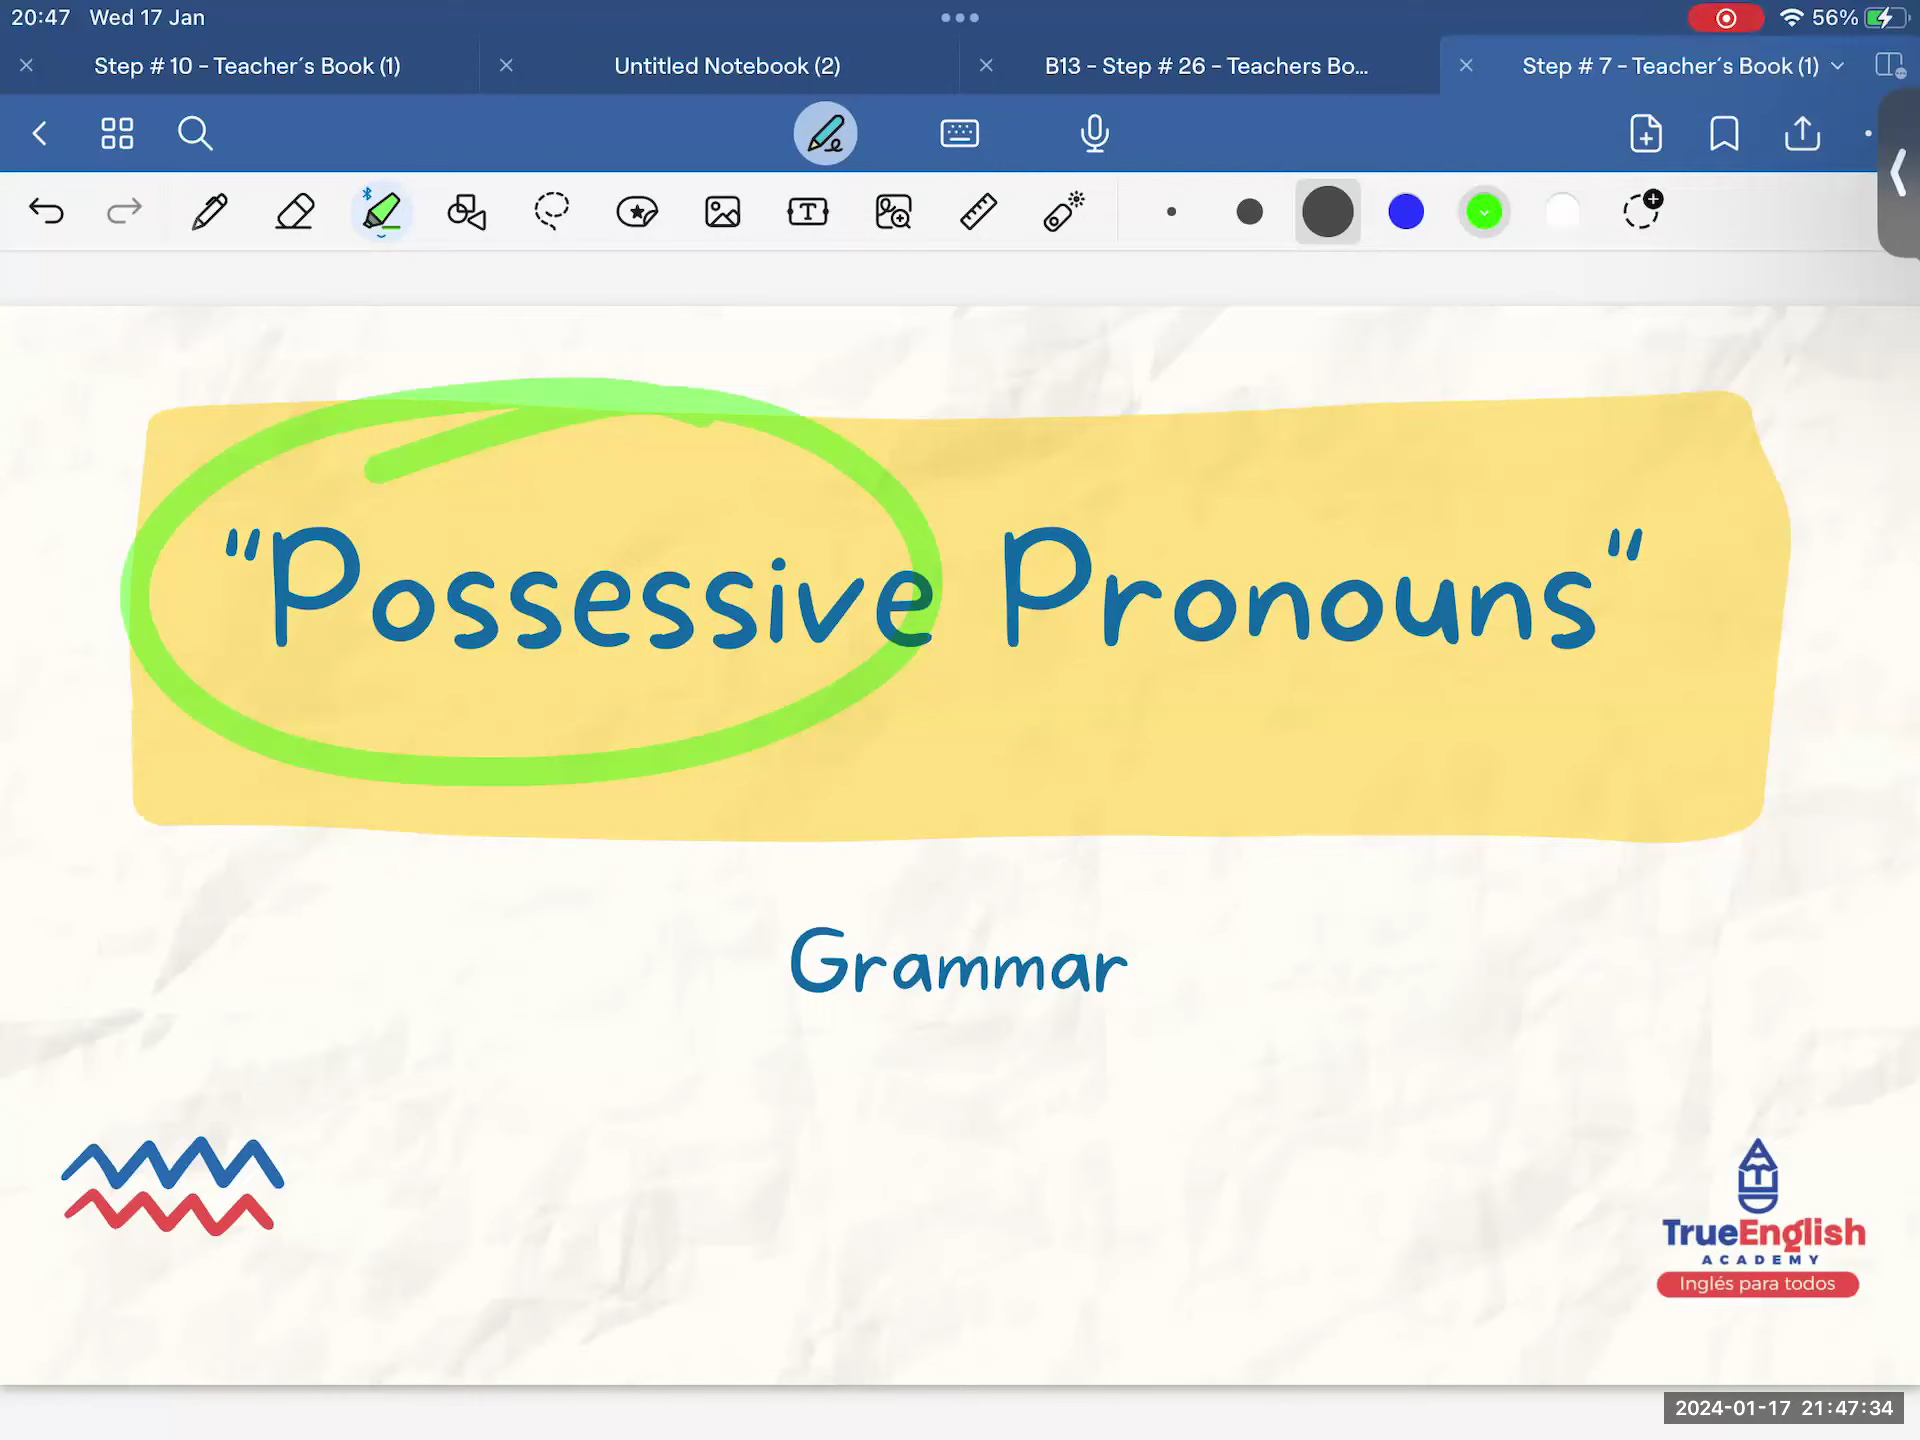 20:47 Wed 17 Jan
56%
Step # 10 - Teacher´s Book (1)
Untitled Notebook (2)
B13 - Step # 26 - Teachers Bo...
Step # 7 - Teacher´s Book (1)
"Possessive Pronouns"
Grammar
TrueEnglish
ACADEMY
Inglés para todos
2024-01-17 21:47:34